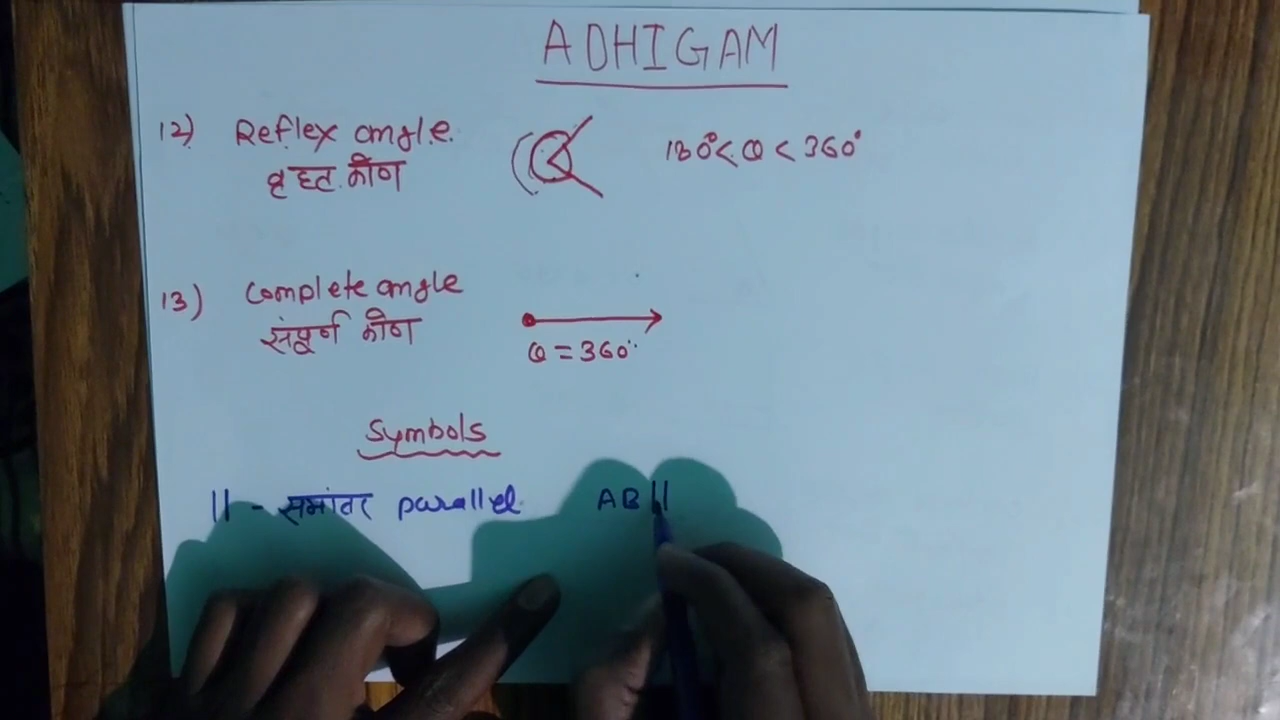 ADHIGAM
12) Reflex angle. 180°< θ < 360°
वृहत कोण
13) Complete angle
संपूर्ण कोण
θ = 360°
Symbols
|| - समांतर parallel AB ||